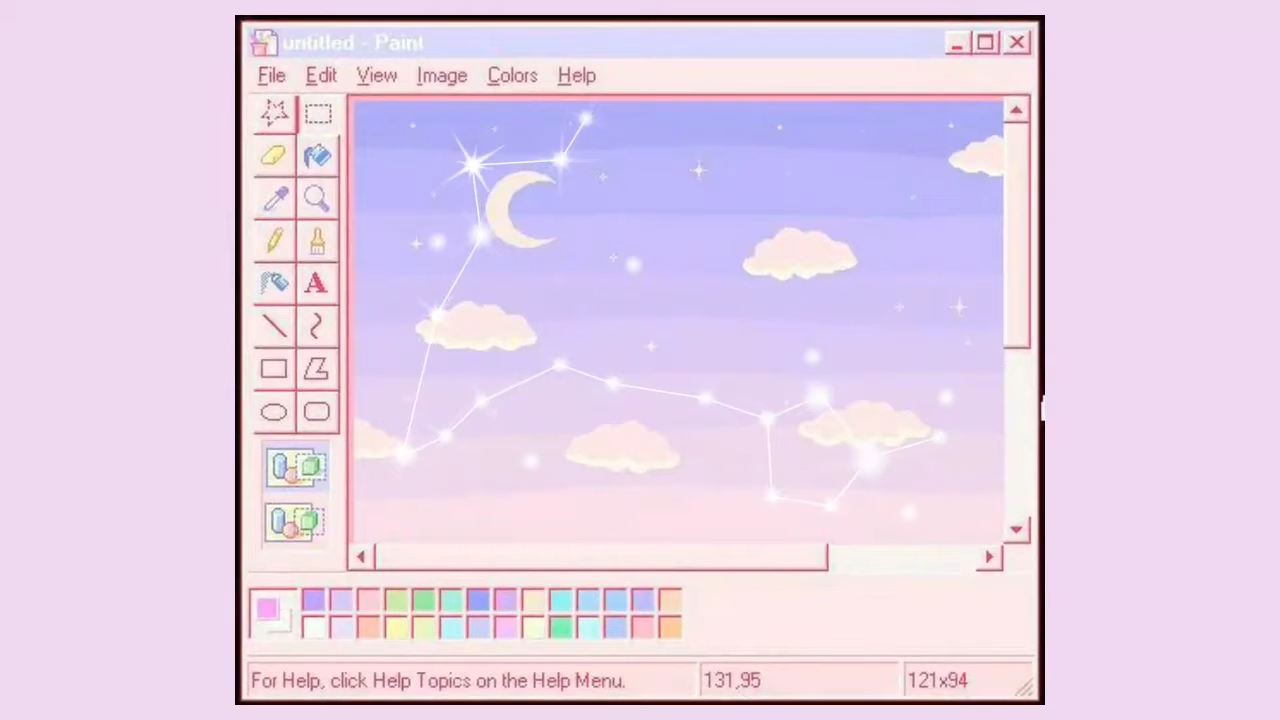 untitled - Paint
File Edit View Image Colors Help
A
For Help, click Help Topics on the Help Menu. 131,95 121x94